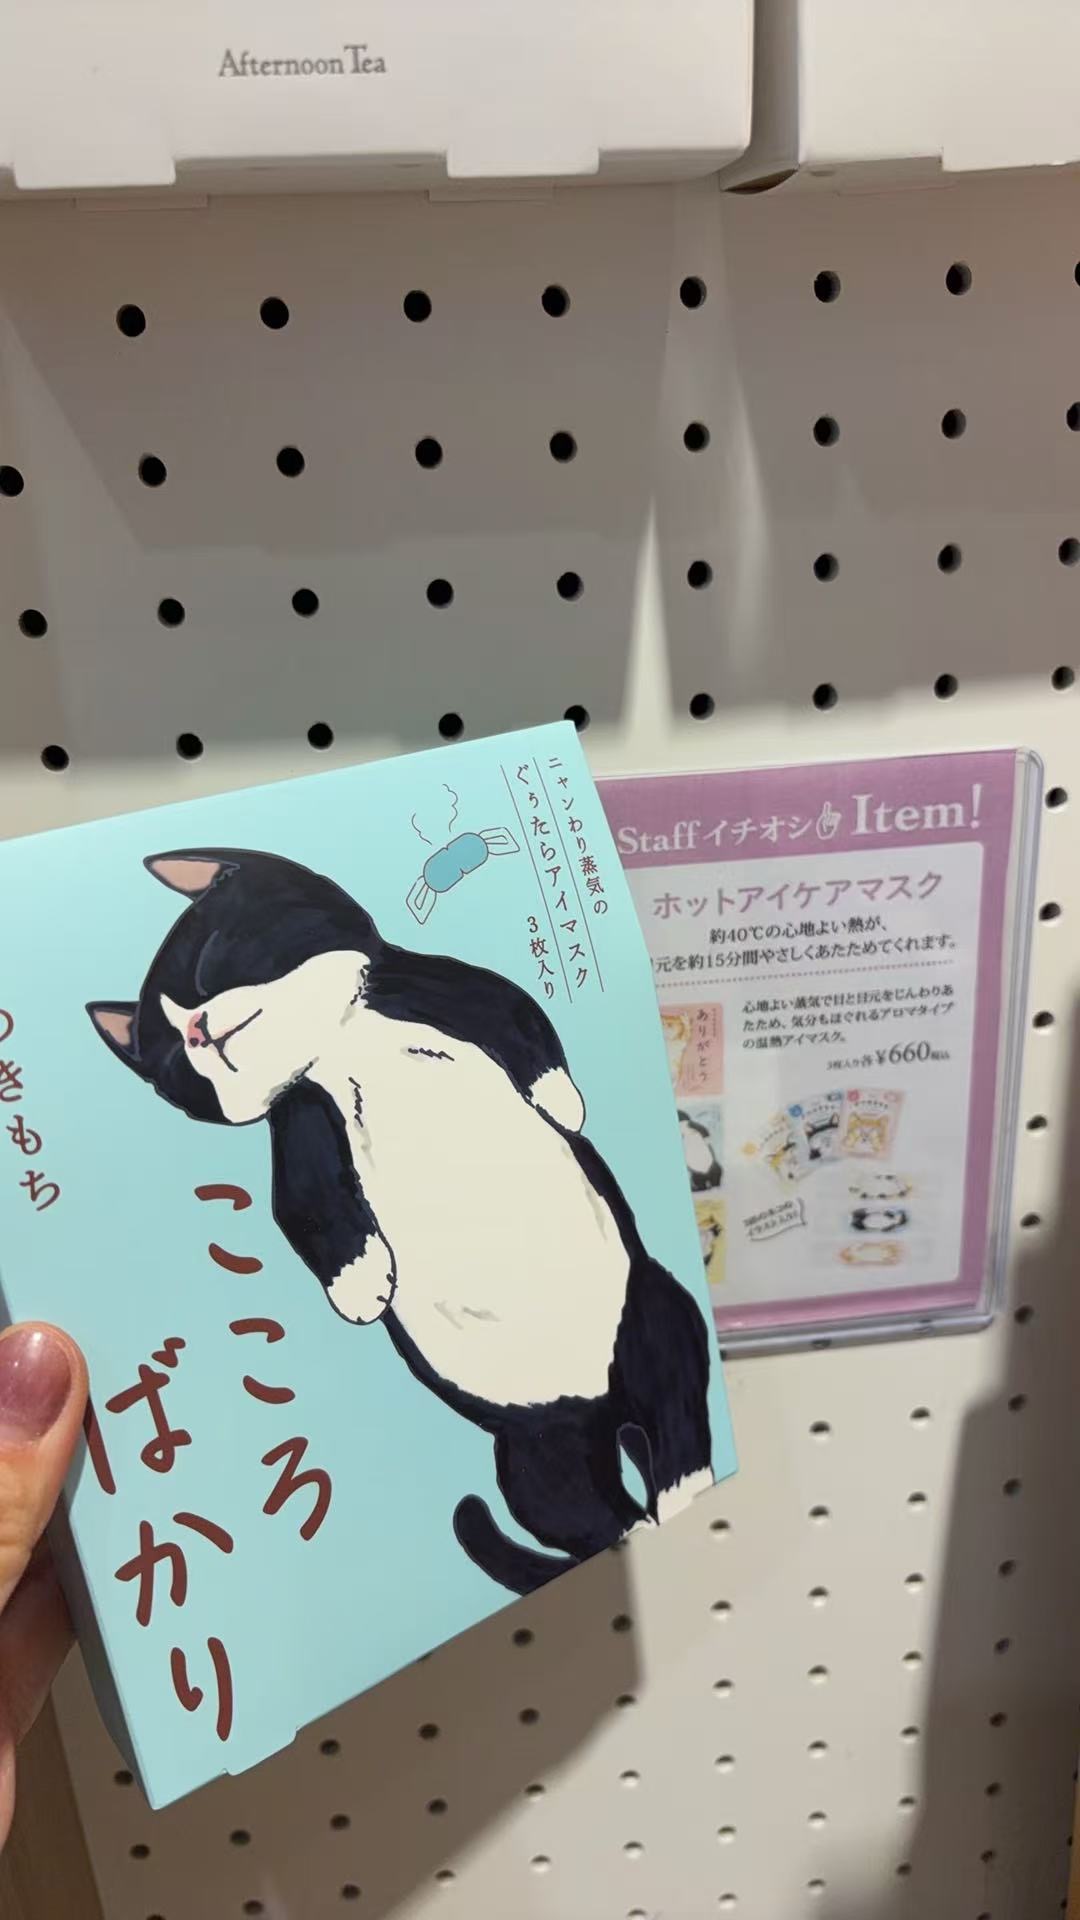 Afternoon Tea
ニャンわり蒸気の
ぐぅたらアイマスク
3枚入り
こころ
ばかり
きもち
Staffイチオシ Item!
ホットアイケアマスク
約40℃の心地よい熱が、
元を約15分間やさしくあたためてくれます。
心地よい蒸気で目と目元をじんわりあ
たため、気分もほぐれるアロマタイプ
の温熱アイマスク。
3枚入り各¥660税込
ありがとう